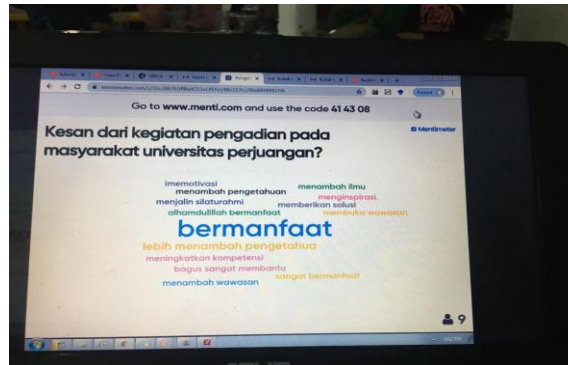 Go to www.menti.com and use the code 41 43 08
Mentimeter
Kesan dari kegiatan pengadian pada
masyarakat universitas perjuangan?
imemotivasi
menambah pengetahuan
menambah ilmu
menginspirasi.
menjalin silaturahmi
memberikan solusi
alhamdulillah bermanfaat
membuka wawasan
bermanfaat
lebih menambah pengetahua
meningkatkan kompetensi
bagus sangat membantu
sangat bermanfaat
menambah wawasan
9